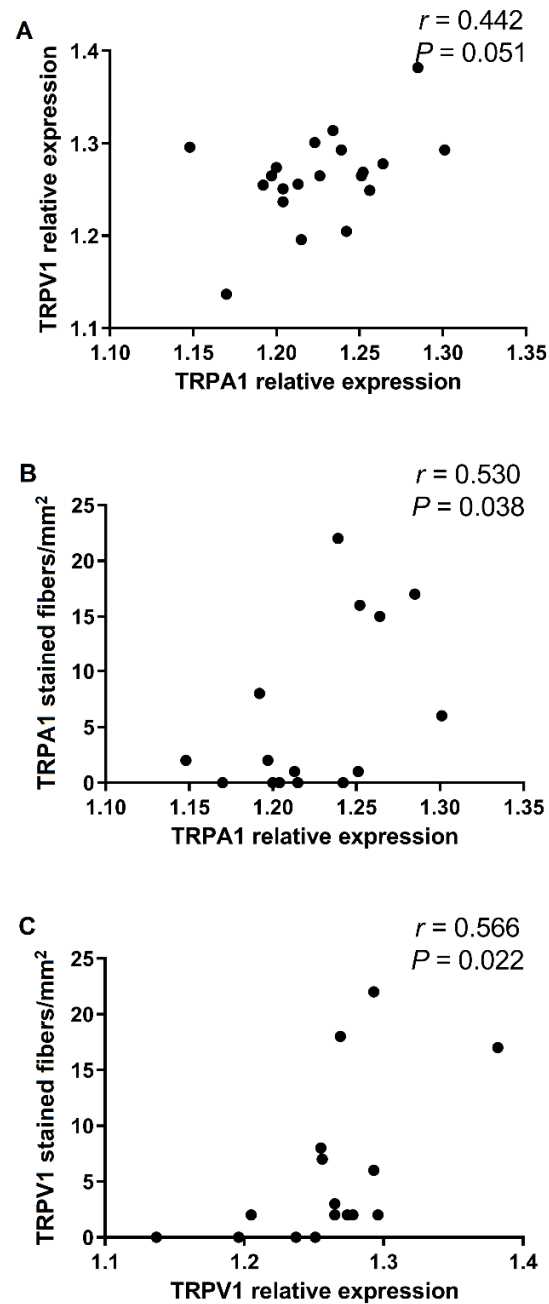 A
r = 0.442
P = 0.051
TRPV1 relative expression
1.4
1.3
1.2
1.1
1.10 1.15 1.20 1.25 1.30 1.35
TRPA1 relative expression
B
r = 0.530
P = 0.038
TRPA1 stained fibers/mm²
25
20
15
10
5
0
1.10 1.15 1.20 1.25 1.30 1.35
TRPA1 relative expression
C
r = 0.566
P = 0.022
TRPV1 stained fibers/mm²
25
20
15
10
5
0
1.1 1.2 1.3 1.4
TRPV1 relative expression